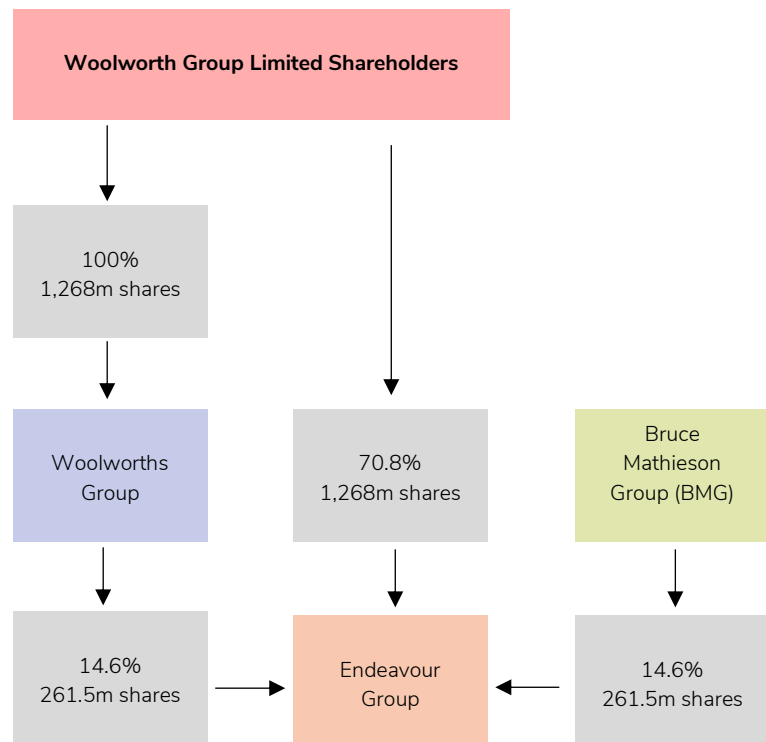 Woolworth Group Limited Shareholders
100%
1,268m shares
Woolworths
Group
70.8%
1,268m shares
Bruce
Mathieson
Group (BMG)
14.6%
261.5m shares
Endeavour
Group
14.6%
261.5m shares